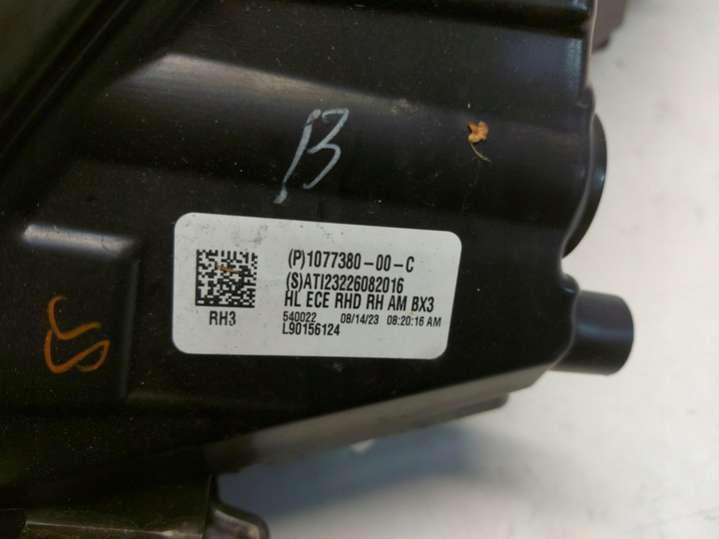 B
(P)1077380-00-C
(S)ATI23226082016
HL ECE RHD RH AM BX3
RH3
540022 08/14/23 08:20:16 AM
L90156124